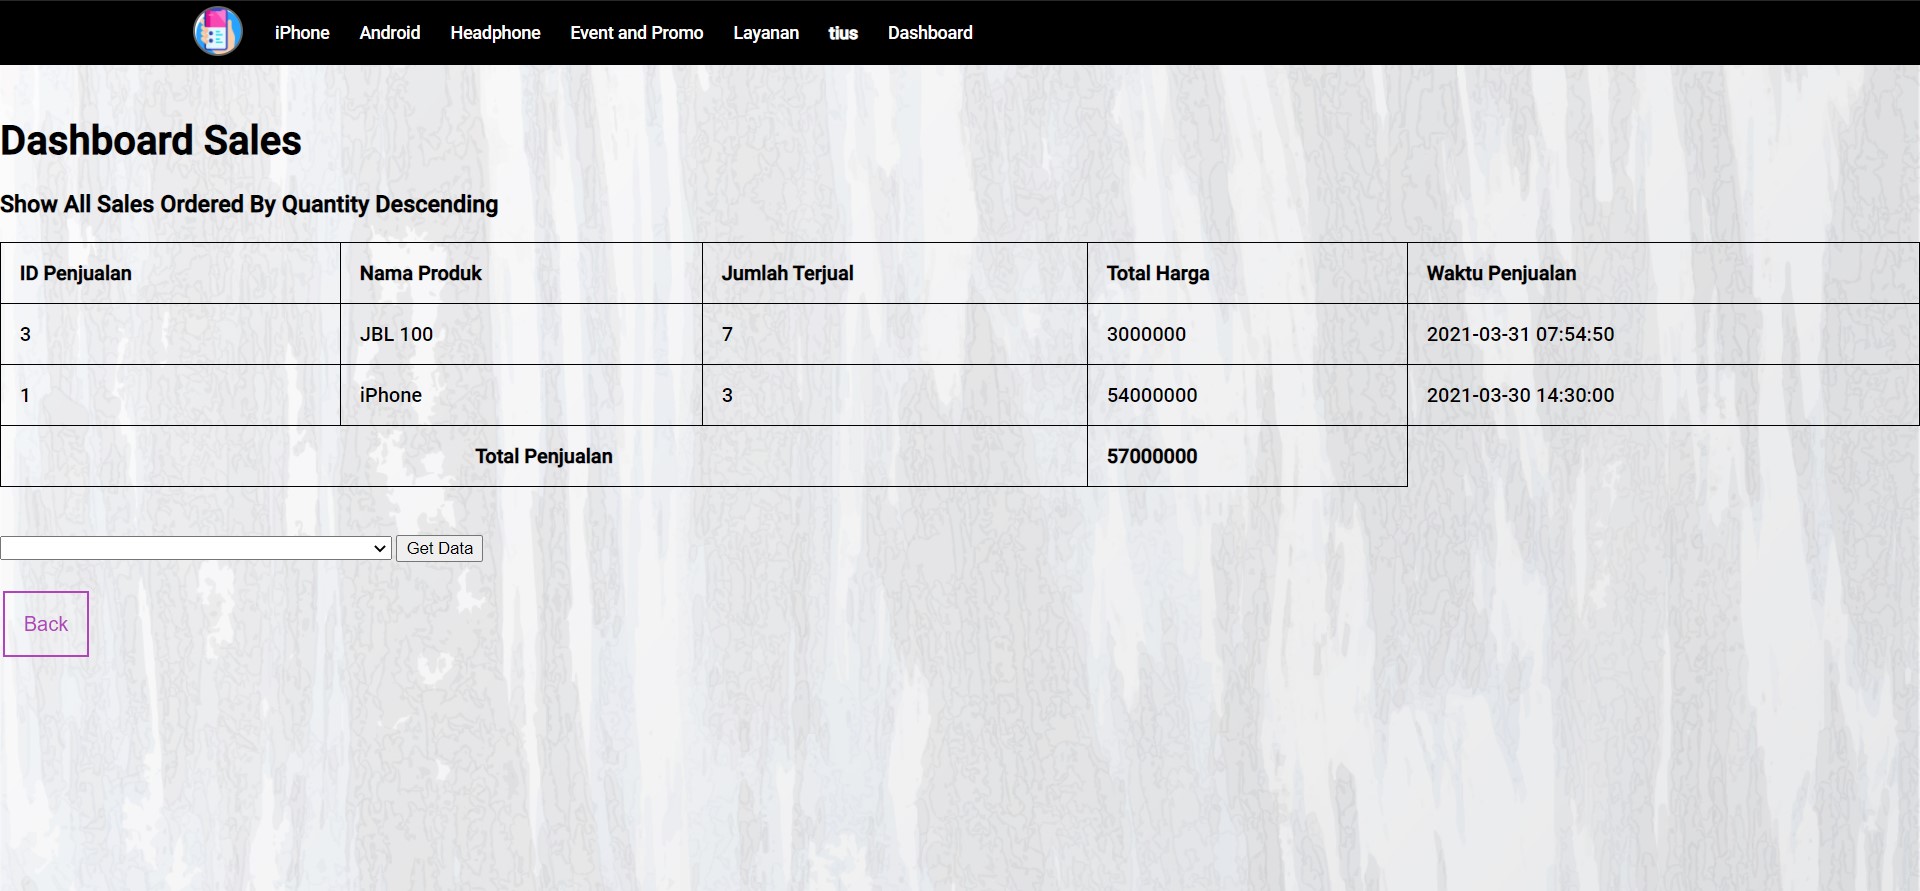 iPhone Android Headphone Event and Promo Layanan tius Dashboard
Dashboard Sales
Show All Sales Ordered By Quantity Descending
ID Penjualan Nama Produk Jumlah Terjual Total Harga Waktu Penjualan
3 JBL 100 7 3000000 2021-03-31 07:54:50
1 iPhone 3 54000000 2021-03-30 14:30:00
Total Penjualan 57000000
Get Data
Back